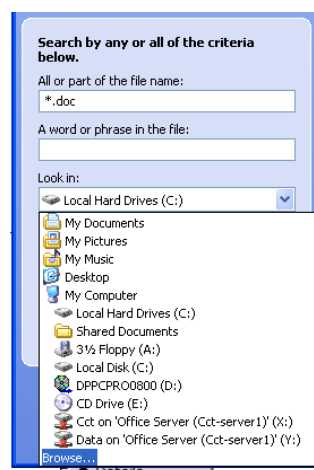 Search by any or all of the criteria
below.
All or part of the file name:
*.doc
A word or phrase in the file:
Look in:
Local Hard Drives (C:)
My Documents
My Pictures
My Music
Desktop
My Computer
Local Hard Drives (C:)
Shared Documents
3½ Floppy (A:)
Local Disk (C:)
DPPCPRO0800 (D:)
CD Drive (E:)
Cct on 'Office Server (Cct-server1)' (X:)
Data on 'Office Server (Cct-server1)' (Y:)
Browse...